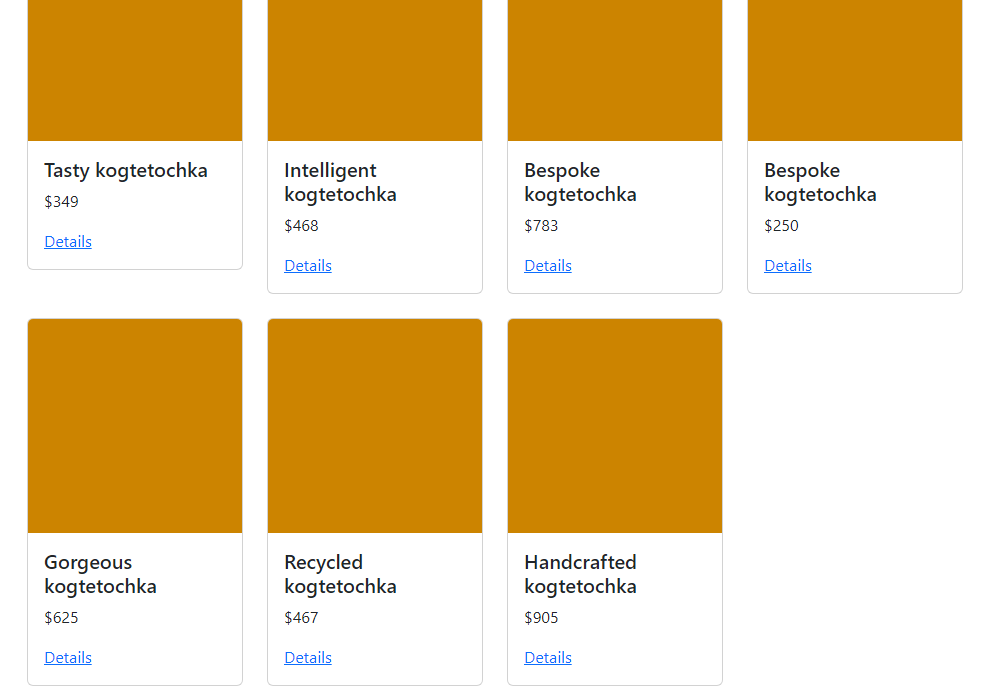 Tasty kogtetochka
$349
Details
Intelligent
kogtetochka
$468
Details
Bespoke
kogtetochka
$783
Details
Bespoke
kogtetochka
$250
Details
Gorgeous
kogtetochka
$625
Details
Recycled
kogtetochka
$467
Details
Handcrafted
kogtetochka
$905
Details